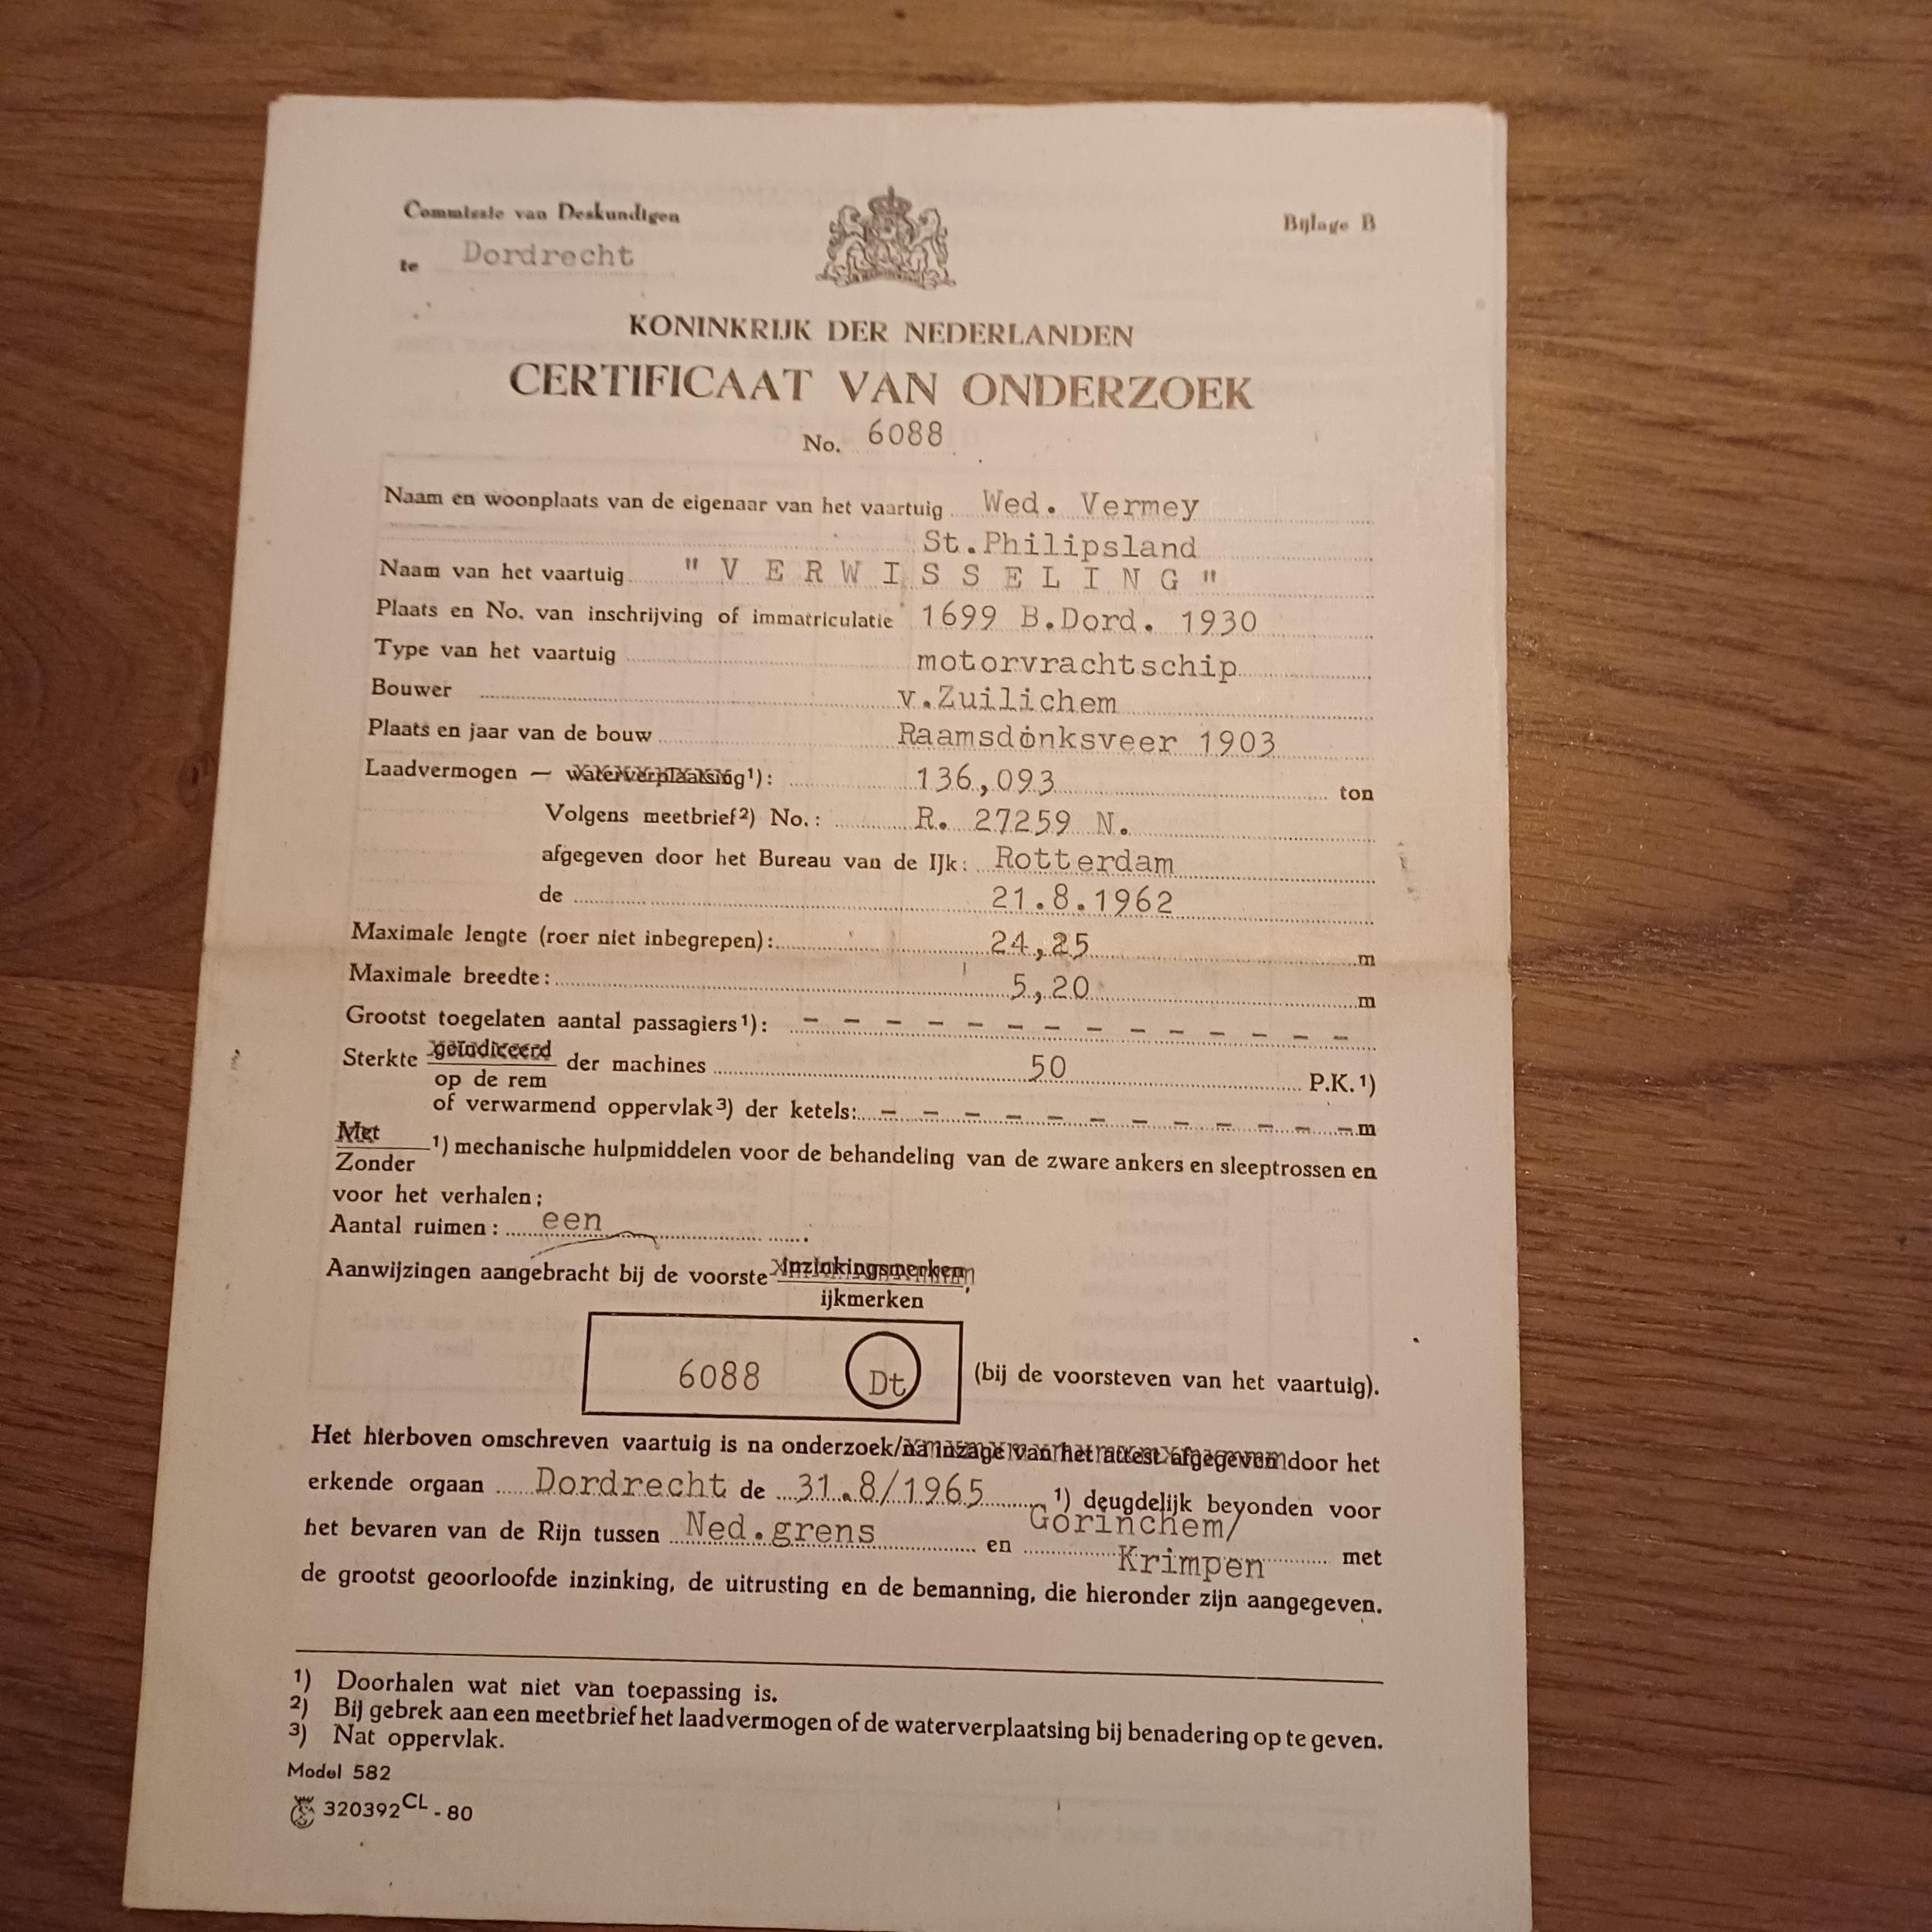 Commissie van Deskundigen
Bijlage B
te Dordrecht
KONINKRIJK DER NEDERLANDEN
CERTIFICAAT VAN ONDERZOEK
No. 6088
Naam en woonplaats van de eigenaar van het vaartuig Wed. Vermey
St.Philipsland
Naam van het vaartuig " V E R W I S S E L I N G "
Plaats en No. van inschrijving of immatriculatie 1699 B.Dord. 1930
Type van het vaartuig motorvrachtschip
Bouwer v.Zuilichem
Plaats en jaar van de bouw Raamsdonksveer 1903
Laadvermogen — waterverplaatsing¹): 136,093 ton
Volgens meetbrief²) No.: R. 27259 N.
afgegeven door het Bureau van de IJk: Rotterdam
de 21.8.1962
Maximale lengte (roer niet inbegrepen): 24,25 m
Maximale breedte: 5,20 m
Grootst toegelaten aantal passagiers¹): – – – – – – – – – – – – – –
Sterkte geïndiceerd der machines 50 P.K.¹)
op de rem
of verwarmend oppervlak³) der ketels: – – – – – – – – – – – – m
Met
Zonder ¹) mechanische hulpmiddelen voor de behandeling van de zware ankers en sleeptrossen en
voor het verhalen;
Aantal ruimen: een
Aanwijzingen aangebracht bij de voorste inzinkingsmerken,
ijkmerken
6088 Dt (bij de voorsteven van het vaartuig).
Het hierboven omschreven vaartuig is na onderzoek/na inzage van het attest afgegeven door het
erkende orgaan Dordrecht de 31.8/1965 ¹) deugdelijk bevonden voor
het bevaren van de Rijn tussen Ned.grens en Gorinchem/
Krimpen met
de grootst geoorloofde inzinking, de uitrusting en de bemanning, die hieronder zijn aangegeven.
¹) Doorhalen wat niet van toepassing is.
²) Bij gebrek aan een meetbrief het laadvermogen of de waterverplaatsing bij benadering op te geven.
³) Nat oppervlak.
Model 582
320392CL - 80